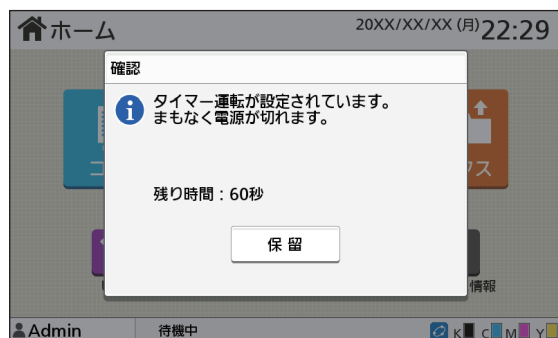 ホーム
20XX/XX/XX (月) 22:29
確認
タイマー運転が設定されています。
まもなく電源が切れます。
残り時間：60秒
保留
コ
クス
情報
Admin
待機中
K C M Y